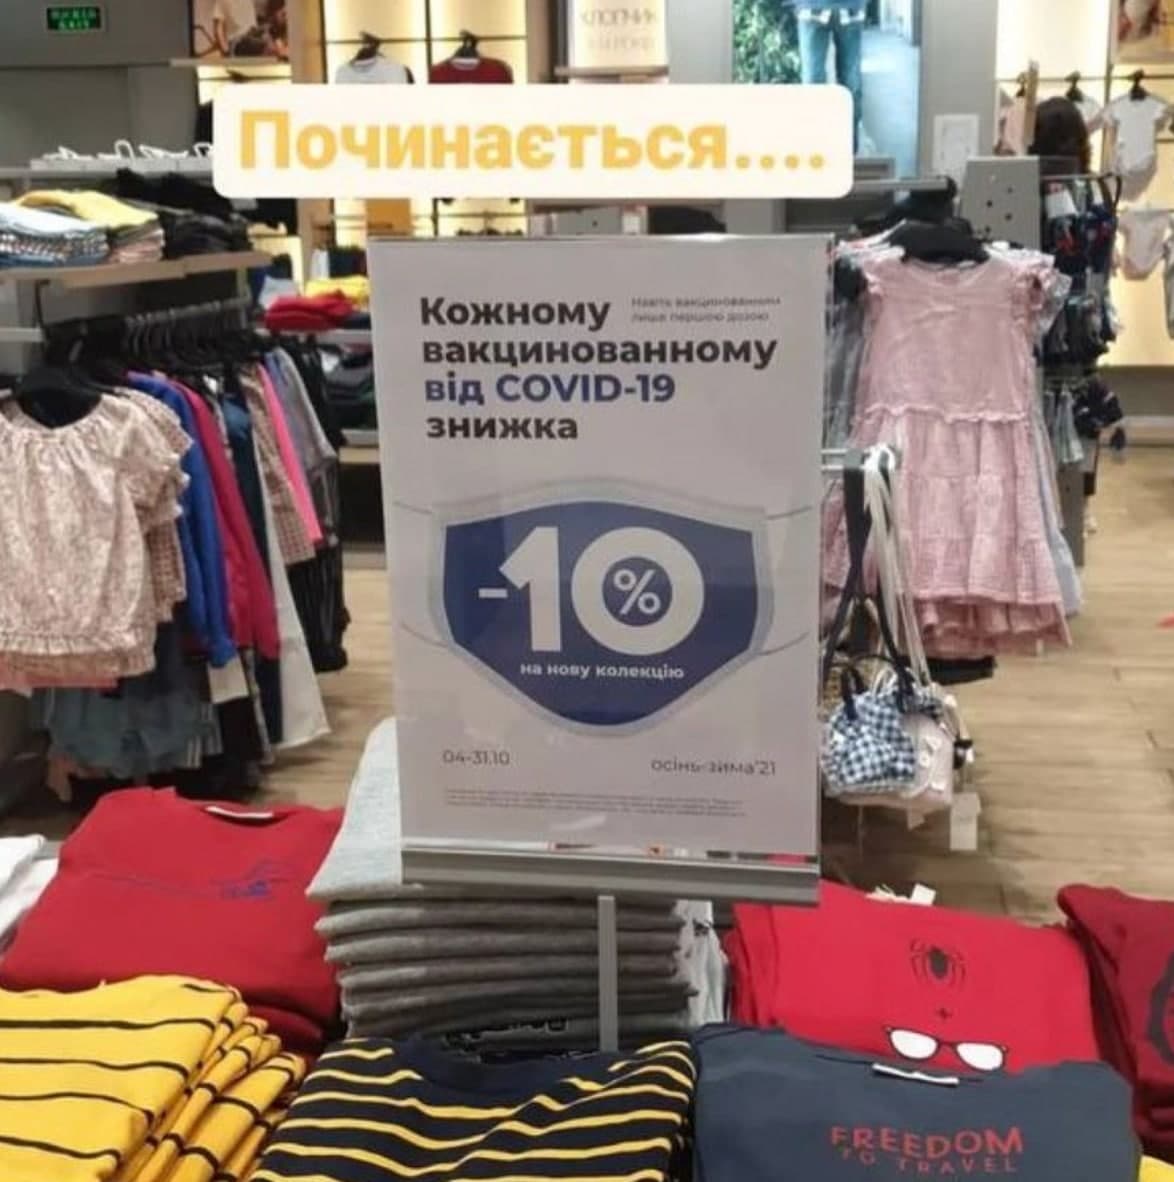 Починається....
Кожному
Навіть вакцинованим
лише першою дозою
вакцинованному
від COVID-19
знижка
-10%
на нову колекцію
04-31.10
осінь-зима'21
FREEDOM
TO TRAVEL